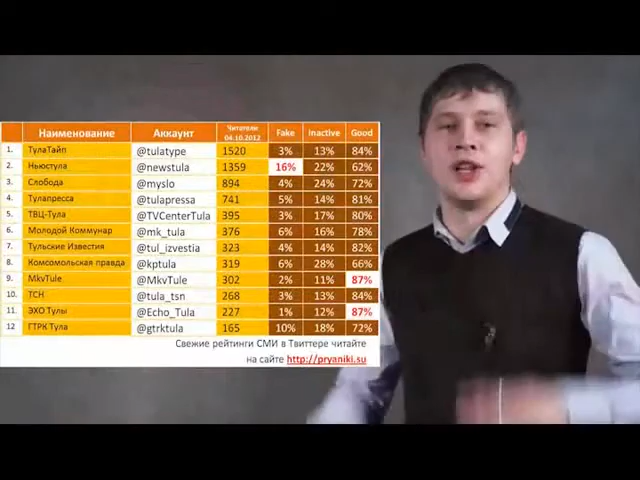 Наименование Аккаунт Читатели 04.10.2012 Fake Inactive Good
1. ТулаТайп @tulatype 1520 3% 13% 84%
2. Ньюстула @newstula 1359 16% 22% 62%
3. Слобода @myslo 894 4% 24% 72%
4. Тулапресса @tulapressa 741 5% 14% 81%
5. ТВЦ-Тула @TVCenterTula 395 3% 17% 80%
6. Молодой Коммунар @mk_tula 376 6% 16% 78%
7. Тульские Известия @tul_izvestia 323 4% 14% 82%
8. Комсомольская правда @kptula 319 6% 28% 66%
9. MkvTule @MkvTule 302 2% 11% 87%
10. ТСН @tula_tsn 268 3% 13% 84%
11. ЭХО Тулы @Echo_Tula 227 1% 12% 87%
12 ГТРК Тула @gtrktula 165 10% 18% 72%
Свежие рейтинги СМИ в Твиттере читайте
на сайте http://pryaniki.su